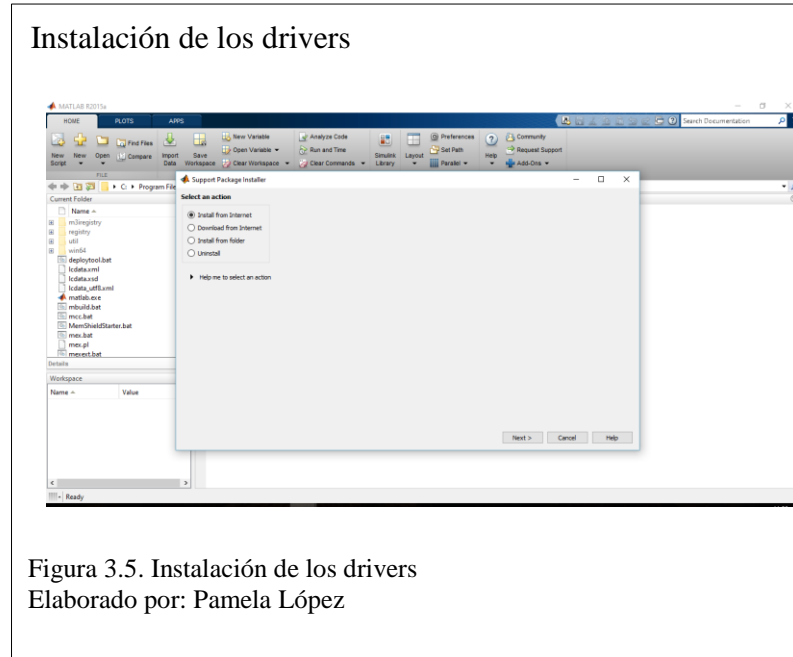 Instalación de los drivers
MATLAB R2015a
HOME PLOTS APPS
Search Documentation
New Script
New
Open
Find Files
Compare
Import Data
Save Workspace
New Variable
Open Variable
Clear Workspace
Analyze Code
Run and Time
Clear Commands
Simulink Library
Layout
Preferences
Set Path
Parallel
Help
Community
Request Support
Add-Ons
FILE
C: Program File
Current Folder
Name
m3iregistry
registry
util
win64
deploytool.bat
lcdata.xml
lcdata.xsd
lcdata_utf8.xml
matlab.exe
mbuild.bat
mcc.bat
MemShieldStarter.bat
mex.bat
mex.pl
mexext.bat
Details
Workspace
Name Value
Support Package Installer
Select an action
Install from Internet
Download from Internet
Install from folder
Uninstall
Help me to select an action
Next > Cancel Help
Ready
Figura 3.5. Instalación de los drivers
Elaborado por: Pamela López